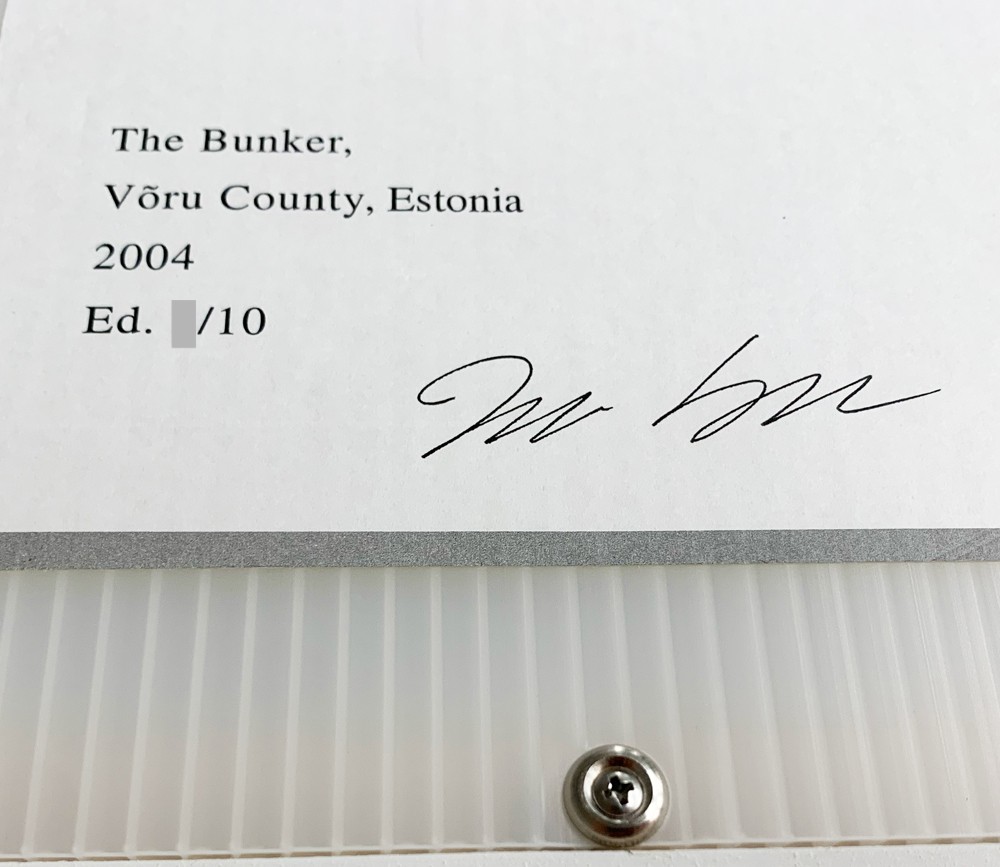 The Bunker,
Võru County, Estonia
2004
Ed. /10